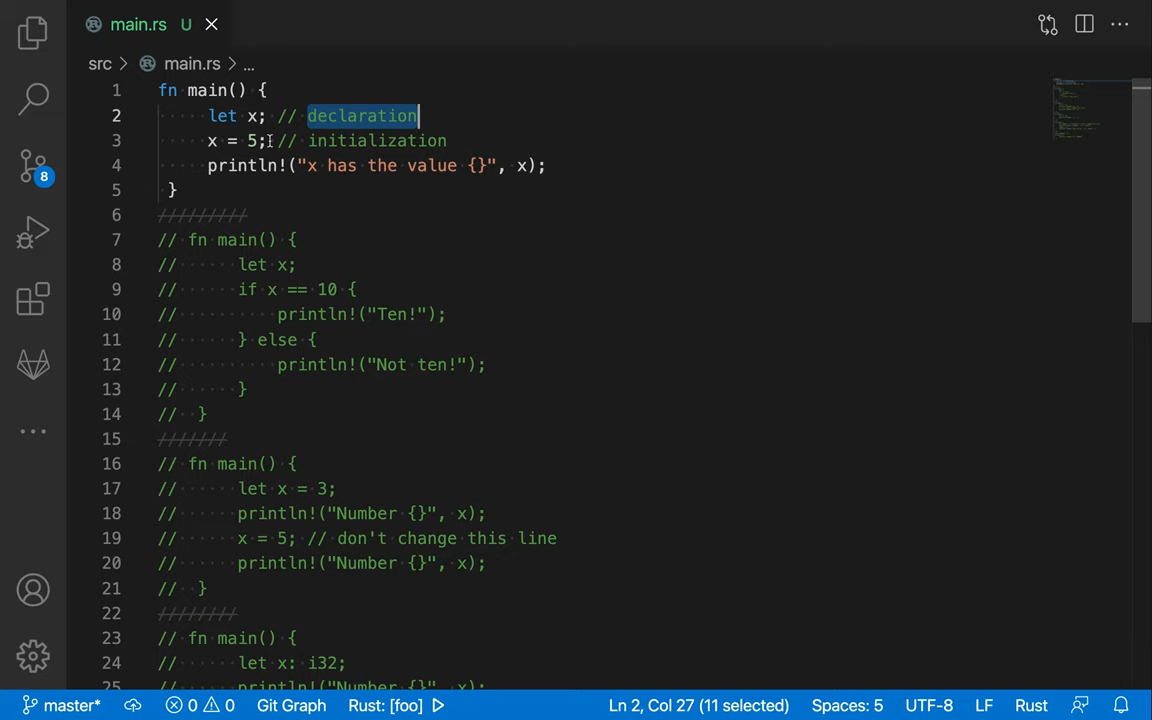 main.rs U
src > main.rs > ...
1 fn main() {
2 let x; // declaration
3 x = 5; // initialization
4 println!("x has the value {}", x);
5 }
6 /////////
7 // fn main() {
8 // let x;
9 // if x == 10 {
10 // println!("Ten!");
11 // } else {
12 // println!("Not ten!");
13 // }
14 // }
15 ///////
16 // fn main() {
17 // let x = 3;
18 // println!("Number {}", x);
19 // x = 5; // don't change this line
20 // println!("Number {}", x);
21 // }
22 ////////
23 // fn main() {
24 // let x: i32;
25 // println!("Number {}", x);
8
master* 0 0 Git Graph Rust: [foo] Ln 2, Col 27 (11 selected) Spaces: 5 UTF-8 LF Rust